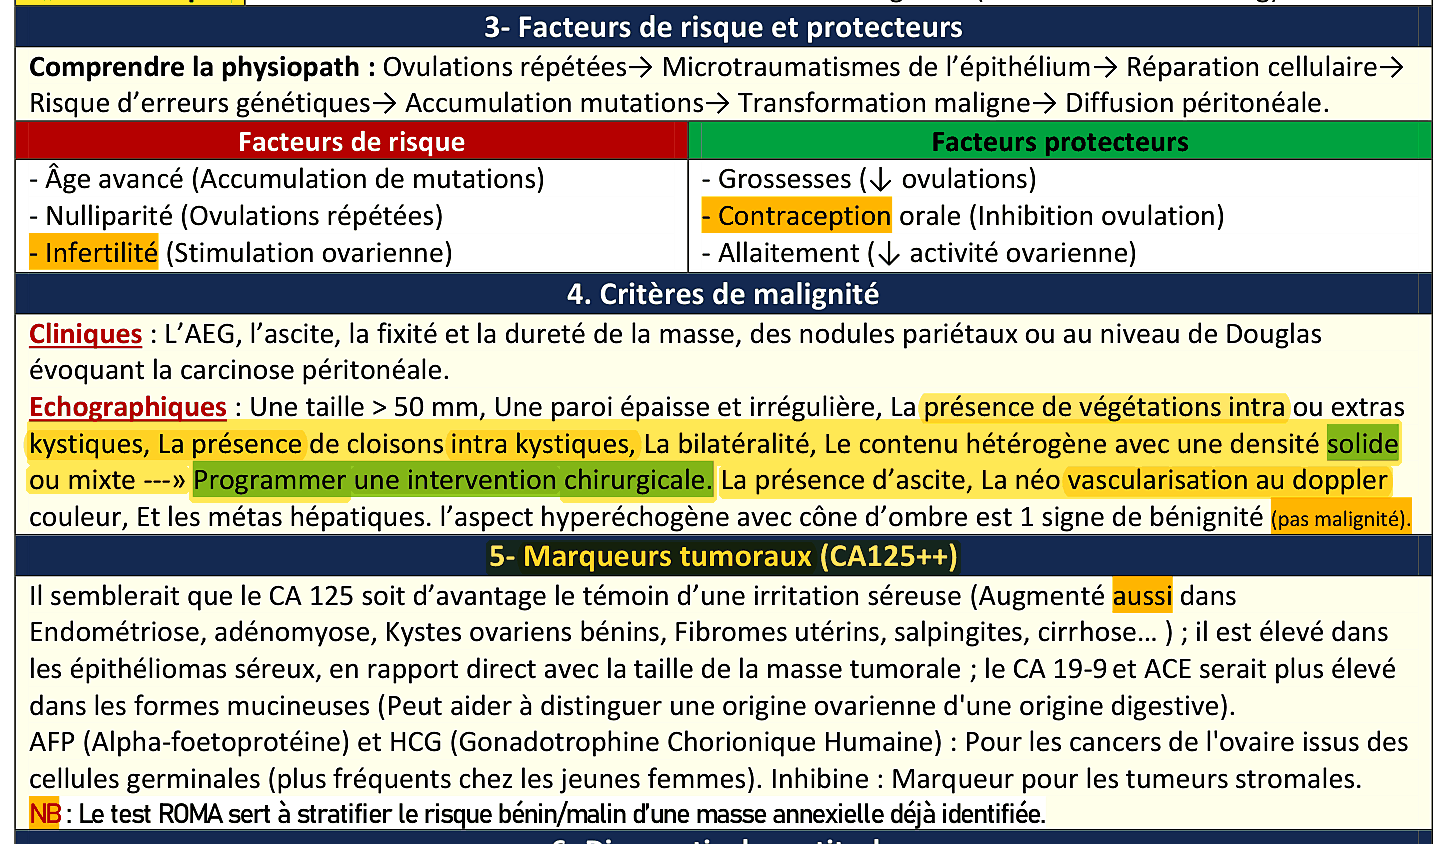 3- Facteurs de risque et protecteurs
Comprendre la physiopath : Ovulations répétées→ Microtraumatismes de l’épithélium→ Réparation cellulaire→
Risque d’erreurs génétiques→ Accumulation mutations→ Transformation maligne→ Diffusion péritonéale.
Facteurs de risque
- Âge avancé (Accumulation de mutations)
- Nulliparité (Ovulations répétées)
- Infertilité (Stimulation ovarienne)
Facteurs protecteurs
- Grossesses (↓ ovulations)
- Contraception orale (Inhibition ovulation)
- Allaitement (↓ activité ovarienne)
4. Critères de malignité
Cliniques : L’AEG, l’ascite, la fixité et la dureté de la masse, des nodules pariétaux ou au niveau de Douglas
évoquant la carcinose péritonéale.
Echographiques : Une taille > 50 mm, Une paroi épaisse et irrégulière, La présence de végétations intra ou extras
kystiques, La présence de cloisons intra kystiques, La bilatéralité, Le contenu hétérogène avec une densité solide
ou mixte ---» Programmer une intervention chirurgicale. La présence d’ascite, La néo vascularisation au doppler
couleur, Et les métas hépatiques. l’aspect hyperéchogène avec cône d’ombre est 1 signe de bénignité (pas malignité).
5- Marqueurs tumoraux (CA125++)
Il semblerait que le CA 125 soit d’avantage le témoin d’une irritation séreuse (Augmenté aussi dans
Endométriose, adénomyose, Kystes ovariens bénins, Fibromes utérins, salpingites, cirrhose... ) ; il est élevé dans
les épithéliomas séreux, en rapport direct avec la taille de la masse tumorale ; le CA 19-9 et ACE serait plus élevé
dans les formes mucineuses (Peut aider à distinguer une origine ovarienne d'une origine digestive).
AFP (Alpha-foetoprotéine) et HCG (Gonadotrophine Chorionique Humaine) : Pour les cancers de l'ovaire issus des
cellules germinales (plus fréquents chez les jeunes femmes). Inhibine : Marqueur pour les tumeurs stromales.
NB : Le test ROMA sert à stratifier le risque bénin/malin d’une masse annexielle déjà identifiée.